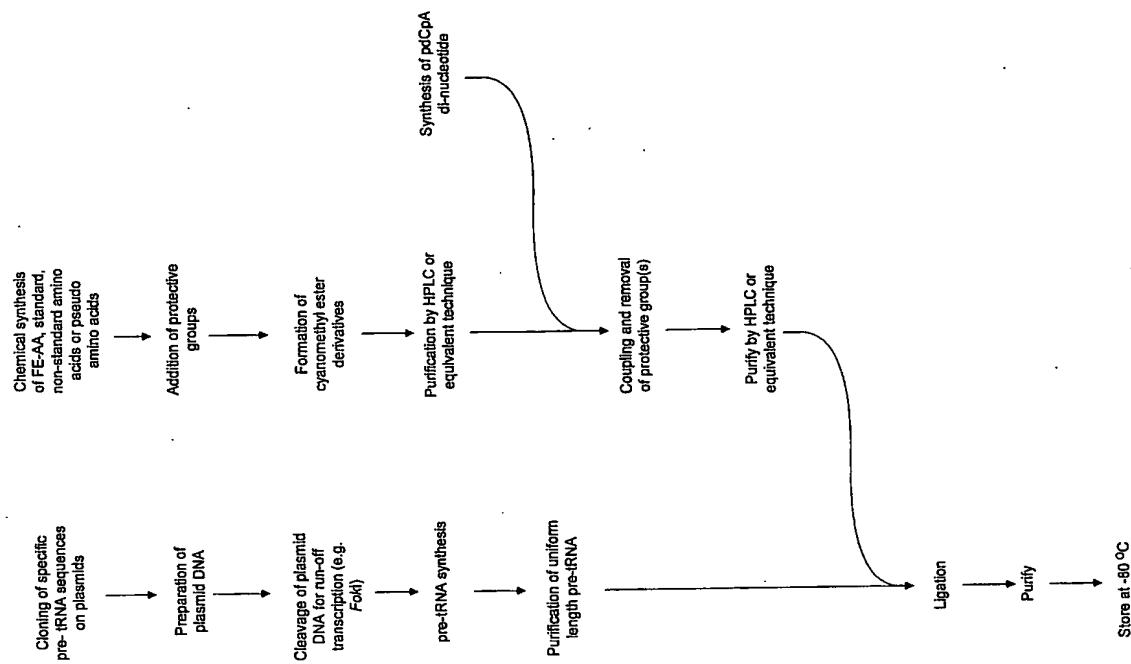 Cloning of specific
pre- tRNA sequences
on plasmids
Preparation of
plasmid DNA
Cleavage of plasmid
DNA for run-off
transcription (e.g.
FokI)
pre-tRNA synthesis
Purification of uniform
length pre-tRNA
Chemical synthesis
of FE-AA, standard,
non-standard amino
acids or pseudo
amino acids
Addition of protective
groups
Formation of
cyanomethyl ester
derivatives
Purification by HPLC or
equivalent technique
Synthesis of pdCpA
di-nucleotide
Coupling and removal
of protective group(s)
Purify by HPLC or
equivalent technique
Ligation
Purify
Store at -80 °C